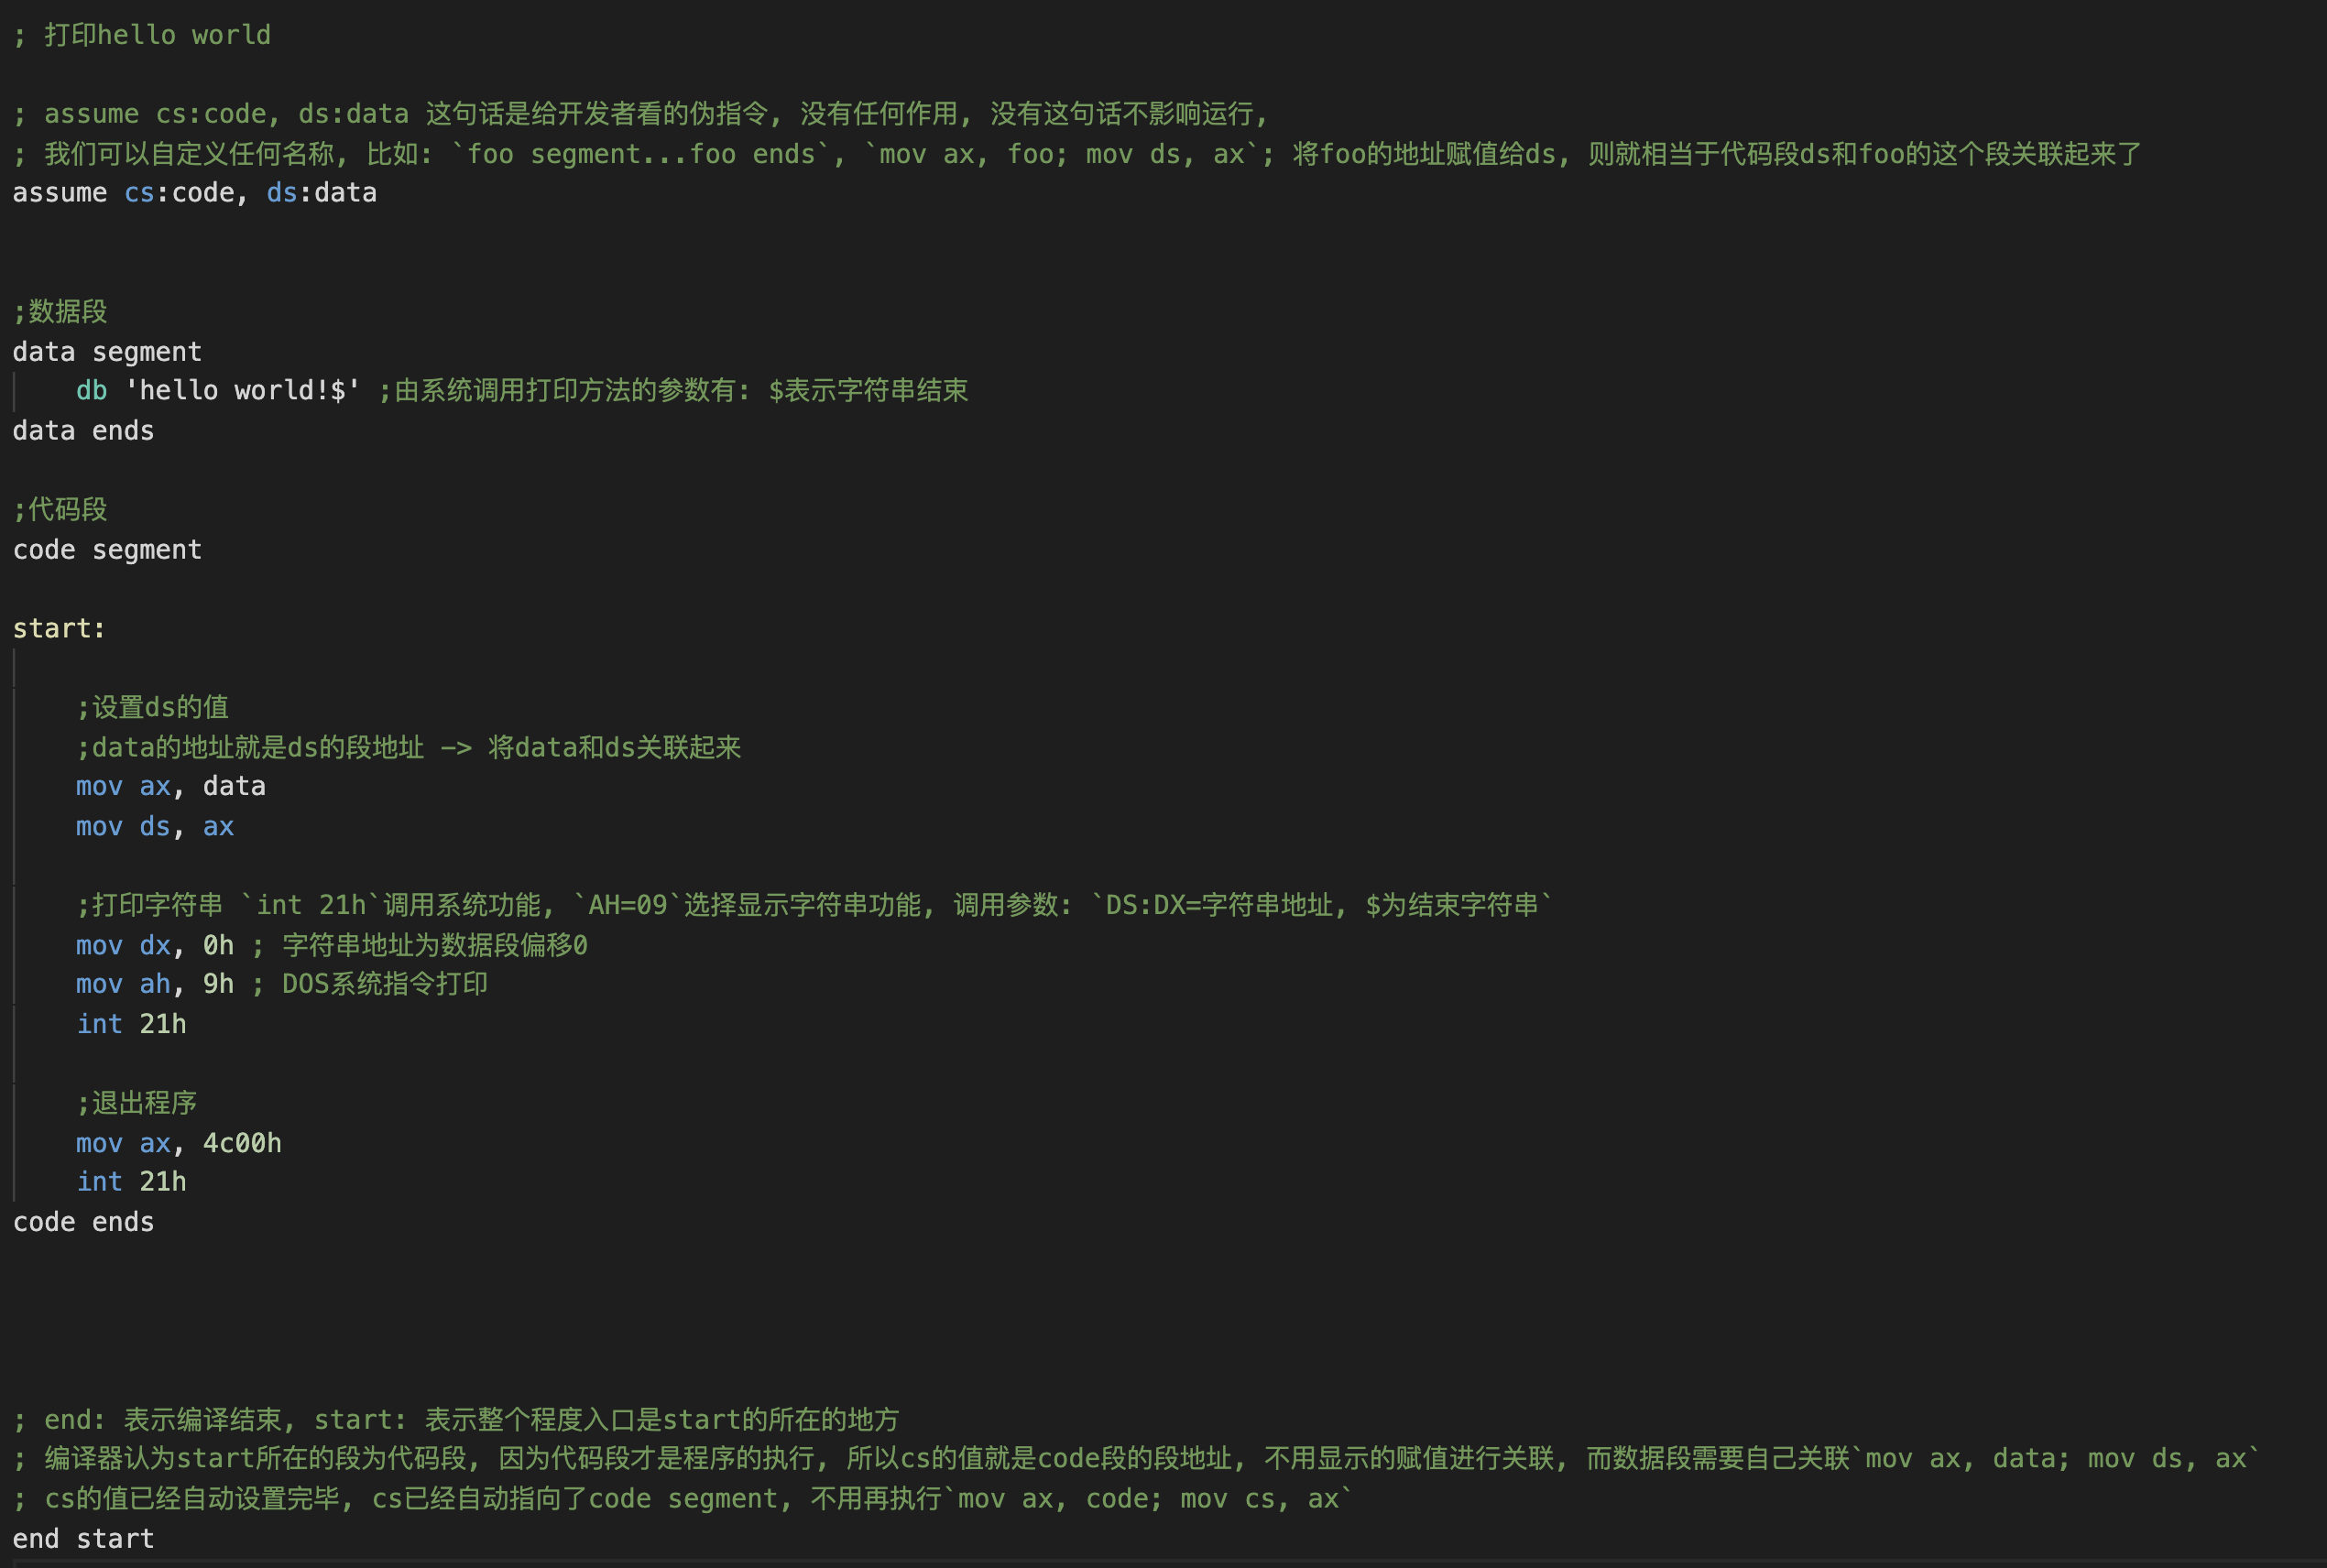 ; 打印hello world
; assume cs:code, ds:data 这句话是给开发者看的伪指令, 没有任何作用, 没有这句话不影响运行,
; 我们可以自定义任何名称, 比如: `foo segment...foo ends`, `mov ax, foo; mov ds, ax`; 将foo的地址赋值给ds, 则就相当于代码段ds和foo的这个段关联起来了
assume cs:code, ds:data
;数据段
data segment
    db 'hello world!$' ;由系统调用打印方法的参数有: $表示字符串结束
data ends
;代码段
code segment
start:
    ;设置ds的值
    ;data的地址就是ds的段地址 -> 将data和ds关联起来
    mov ax, data
    mov ds, ax
    ;打印字符串 `int 21h`调用系统功能, `AH=09`选择显示字符串功能, 调用参数: `DS:DX=字符串地址, $为结束字符串`
    mov dx, 0h ; 字符串地址为数据段偏移0
    mov ah, 9h ; DOS系统指令打印
    int 21h
    ;退出程序
    mov ax, 4c00h
    int 21h
code ends
; end: 表示编译结束, start: 表示整个程度入口是start的所在的地方
; 编译器认为start所在的段为代码段, 因为代码段才是程序的执行, 所以cs的值就是code段的段地址, 不用显示的赋值进行关联, 而数据段需要自己关联`mov ax, data; mov ds, ax`
; cs的值已经自动设置完毕, cs已经自动指向了code segment, 不用再执行`mov ax, code; mov cs, ax`
end start